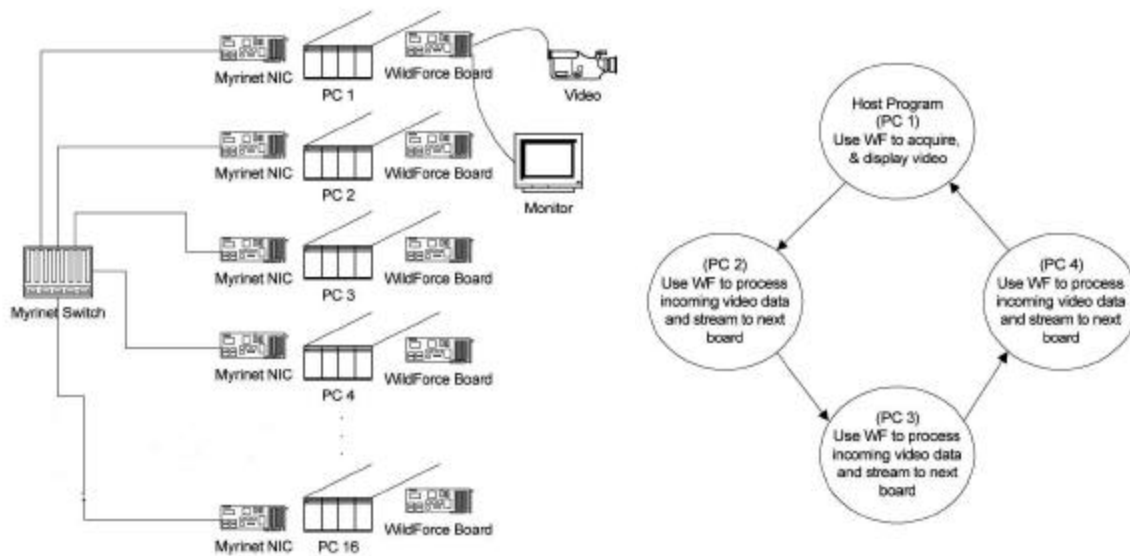 Myrinet NIC
PC 1
WildForce Board
Video
Myrinet NIC
PC 2
WildForce Board
Monitor
Myrinet NIC
PC 3
WildForce Board
Myrinet Switch
Myrinet NIC
PC 4
WildForce Board
Myrinet NIC
PC 16
WildForce Board
Host Program
(PC 1)
Use WF to acquire,
& display video
(PC 2)
Use WF to process
incoming video data
and stream to next
board
(PC 4)
Use WF to process
incoming video data
and stream to next
board
(PC 3)
Use WF to process
incoming video data
and stream to next
board